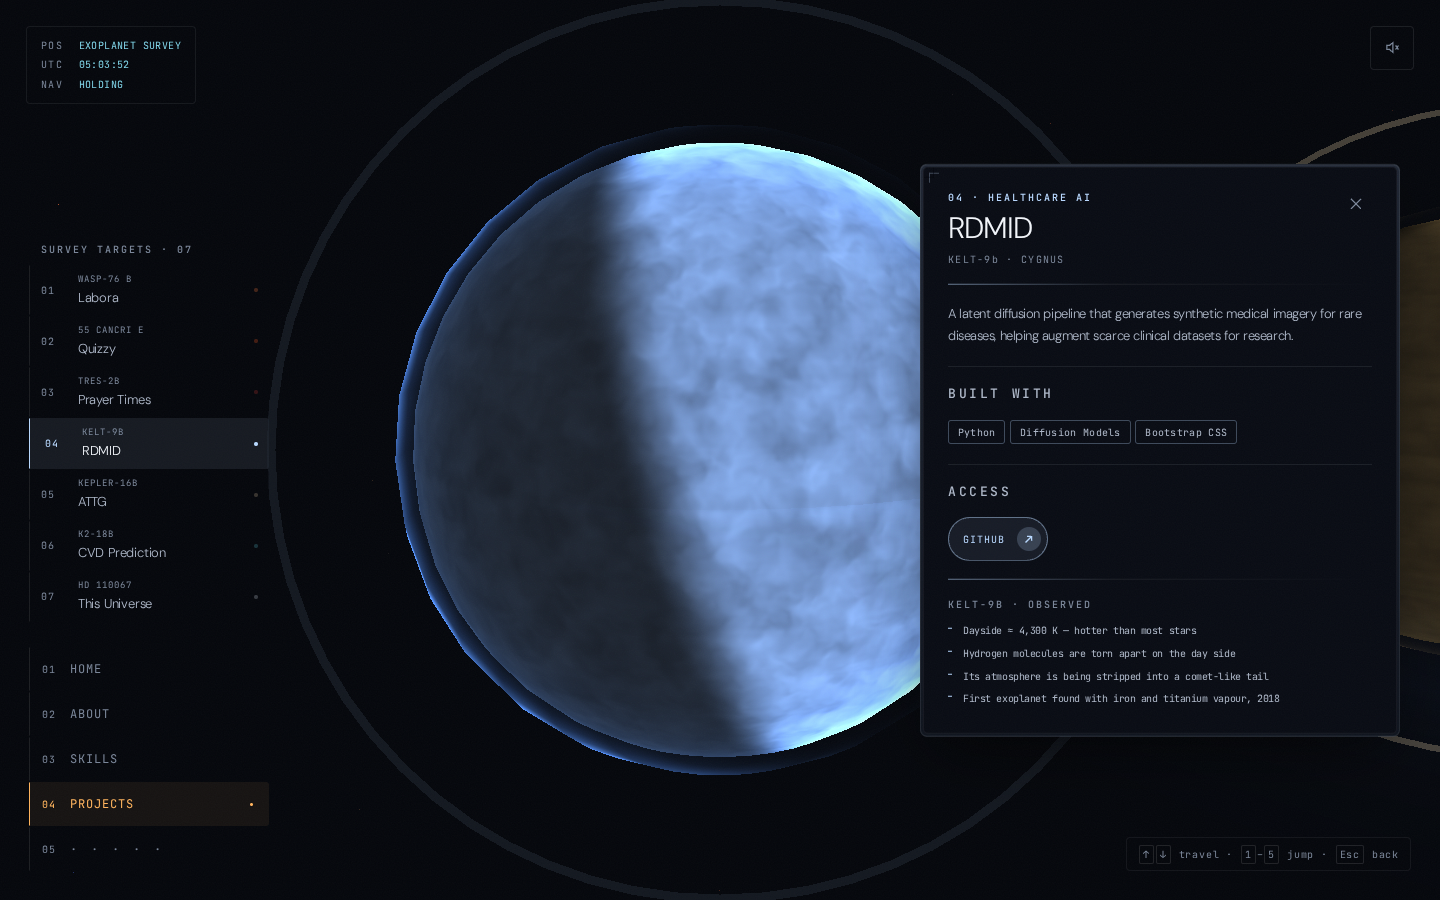 POS EXOPLANET SURVEY
UTC 05:03:52
NAV HOLDING
SURVEY TARGETS · 07
WASP-76 B
01 Labora
55 CANCRI E
02 Quizzy
TRES-2B
03 Prayer Times
KELT-9B
04 RDMID
KEPLER-16B
05 ATTG
K2-18B
06 CVD Prediction
HD 110067
07 This Universe
01 HOME
02 ABOUT
03 SKILLS
04 PROJECTS
05 · · · · ·
04 · HEALTHCARE AI
RDMID
KELT-9b · CYGNUS
A latent diffusion pipeline that generates synthetic medical imagery for rare
diseases, helping augment scarce clinical datasets for research.
BUILT WITH
Python Diffusion Models Bootstrap CSS
ACCESS
GITHUB ↗
KELT-9B · OBSERVED
– Dayside ≈ 4,300 K — hotter than most stars
– Hydrogen molecules are torn apart on the day side
– Its atmosphere is being stripped into a comet-like tail
– First exoplanet found with iron and titanium vapour, 2018
↑ ↓ travel · 1 – 5 jump · Esc back